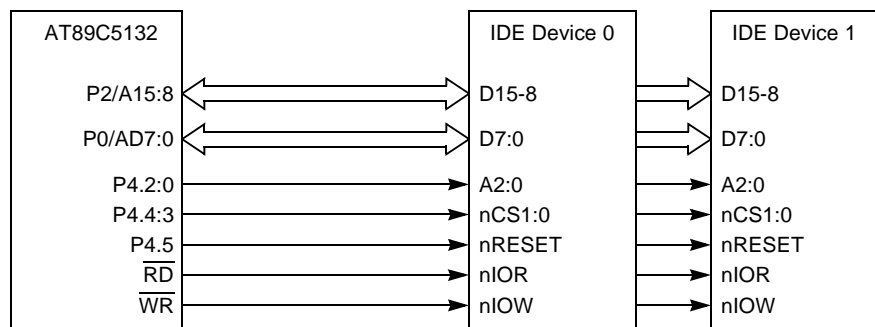 AT89C5132 IDE Device 0 IDE Device 1
P2/A15:8 D15-8 D15-8
P0/AD7:0 D7:0 D7:0
P4.2:0 A2:0 A2:0
P4.4:3 nCS1:0 nCS1:0
P4.5 nRESET nRESET
RD nIOR nIOR
WR nIOW nIOW